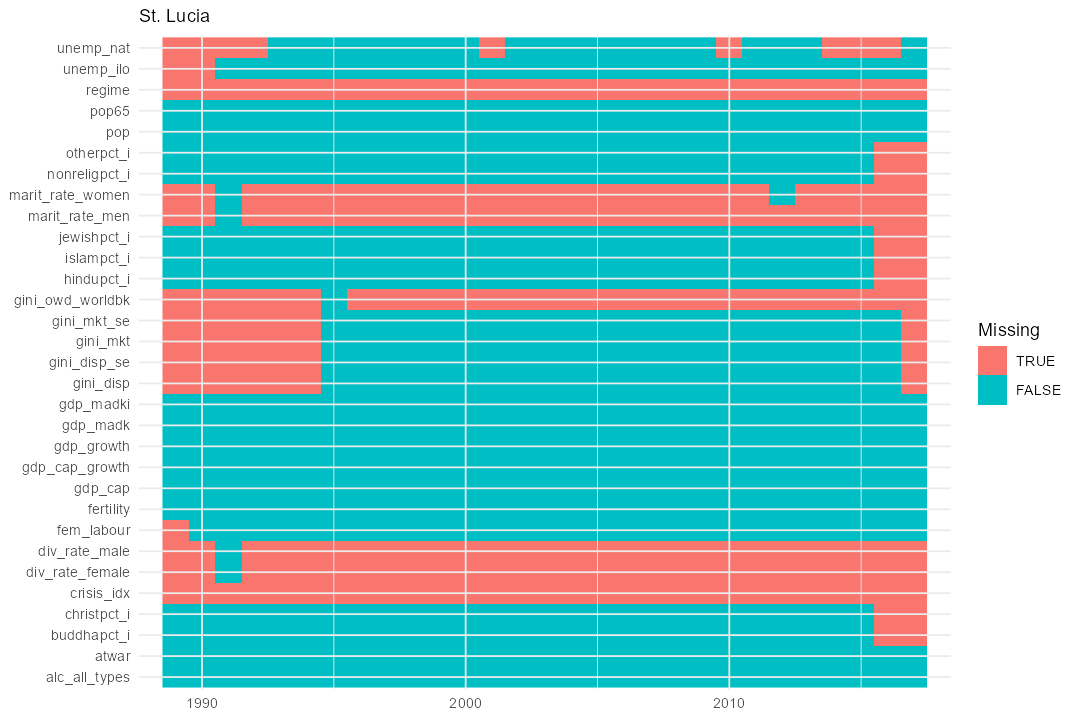 St. Lucia
unemp_nat
unemp_ilo
regime
pop65
pop
otherpct_i
nonreligpct_i
marit_rate_women
marit_rate_men
jewishpct_i
islampct_i
hindupct_i
gini_owd_worldbk
gini_mkt_se
gini_mkt
gini_disp_se
gini_disp
gdp_madki
gdp_madk
gdp_growth
gdp_cap_growth
gdp_cap
fertility
fem_labour
div_rate_male
div_rate_female
crisis_idx
christpct_i
buddhapct_i
atwar
alc_all_types
1990 2000 2010
Missing
TRUE
FALSE